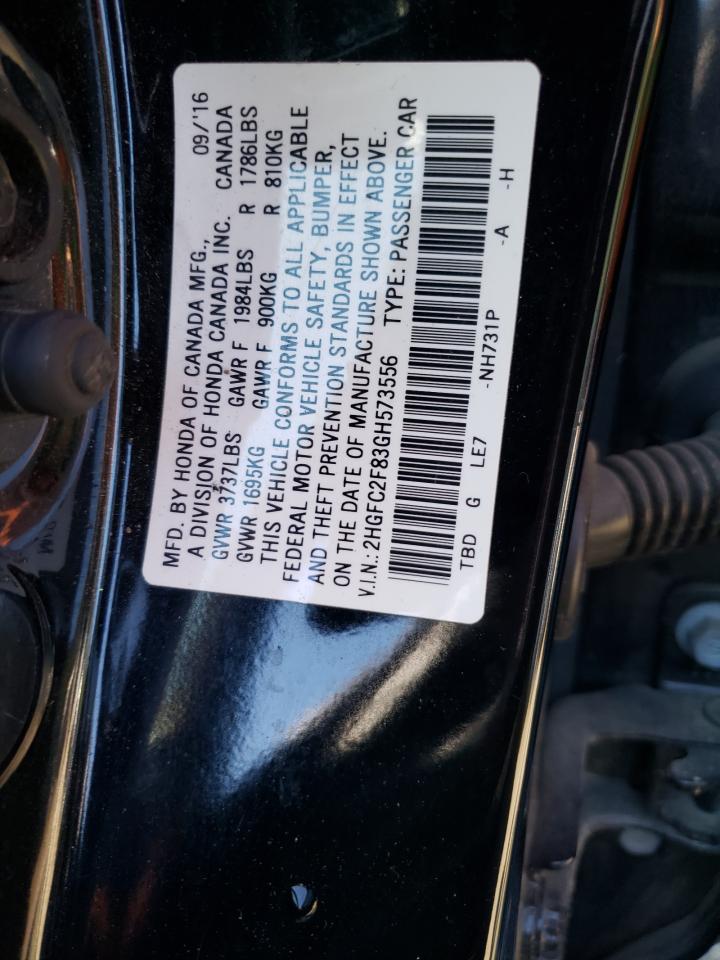 MFD. BY HONDA OF CANADA MFG., 09/'16
A DIVISION OF HONDA CANADA INC. CANADA
GVWR 3737LBS GAWR F 1984LBS R 1786LBS
GVWR 1695KG GAWR F 900KG R 810KG
THIS VEHICLE CONFORMS TO ALL APPLICABLE
FEDERAL MOTOR VEHICLE SAFETY, BUMPER,
AND THEFT PREVENTION STANDARDS IN EFFECT
ON THE DATE OF MANUFACTURE SHOWN ABOVE.
V.I.N.: 2HGFC2F83GH573556 TYPE: PASSENGER CAR
TBD G LE7 -NH731P -A -H